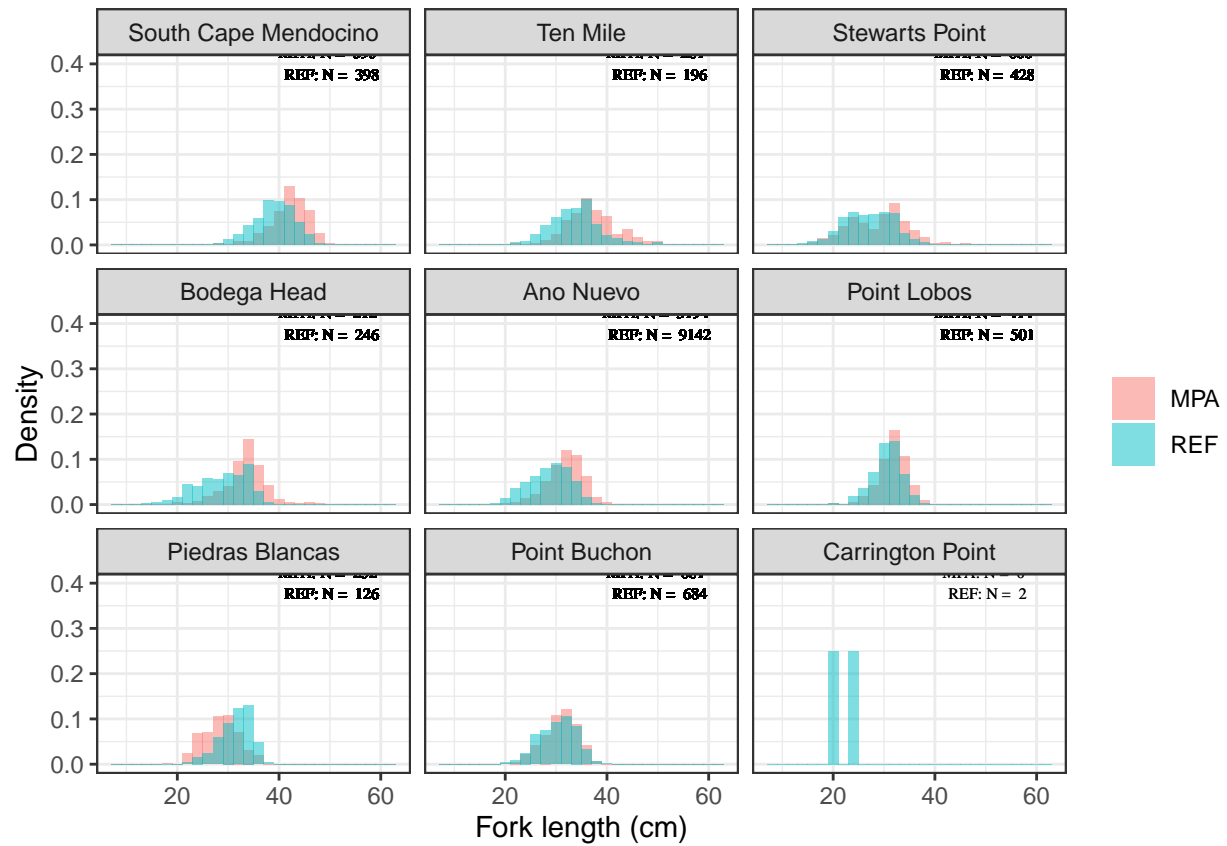 South Cape Mendocino
Ten Mile
Stewarts Point
REF: N = 398
REF: N = 196
REF: N = 428
0.4
0.3
0.2
0.1
0.0
Bodega Head
Ano Nuevo
Point Lobos
REF: N = 246
REF: N = 9142
REF: N = 501
0.4
0.3
0.2
0.1
0.0
Density
MPA
REF
Piedras Blancas
Point Buchon
Carrington Point
REF: N = 126
REF: N = 684
REF: N = 2
0.4
0.3
0.2
0.1
0.0
20 40 60
20 40 60
20 40 60
Fork length (cm)